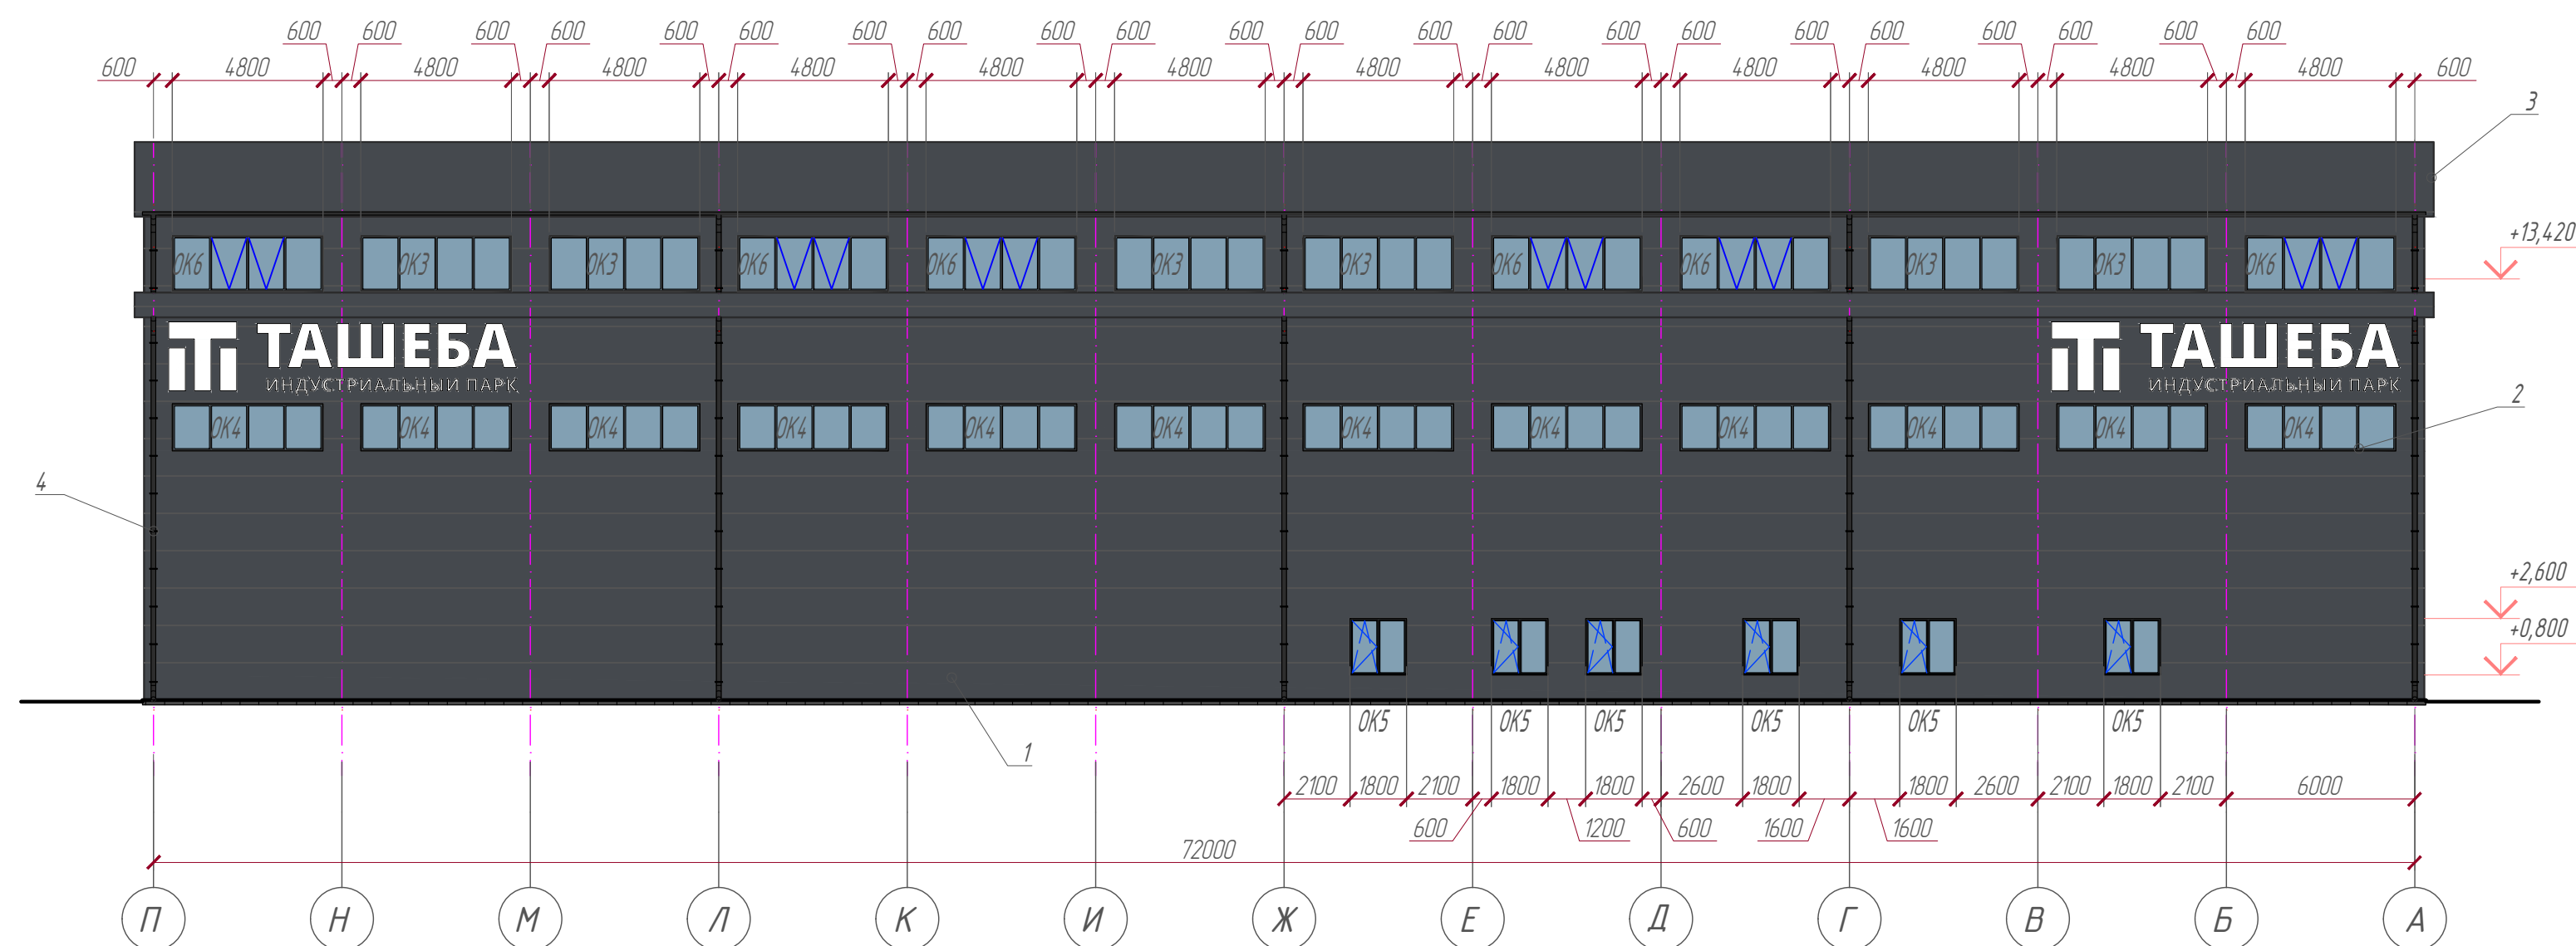 600 600 600 600 600 600 600 600 600 600 600 600 600 600 600 600 600 600 600 600 600 600
600 4800 4800 4800 4800 4800 4800 4800 4800 4800 4800 4800 4800 600
3
+13,420
ОК6 ОК3 ОК3 ОК6 ОК6 ОК3 ОК3 ОК6 ОК6 ОК3 ОК3 ОК6
ТАШЕБА ТАШЕБА
ИНДУСТРИАЛЬНЫЙ ПАРК ИНДУСТРИАЛЬНЫЙ ПАРК
2
ОК4 ОК4 ОК4 ОК4 ОК4 ОК4 ОК4 ОК4 ОК4 ОК4 ОК4 ОК4
4
+2,600
+0,800
ОК5 ОК5 ОК5 ОК5 ОК5 ОК5
1
2100 1800 2100 1800 1800 2600 1800 1800 2600 2100 1800 2100 6000
600 1200 600 1600 1600
72000
П Н М Л К И Ж Е Д Г В Б А